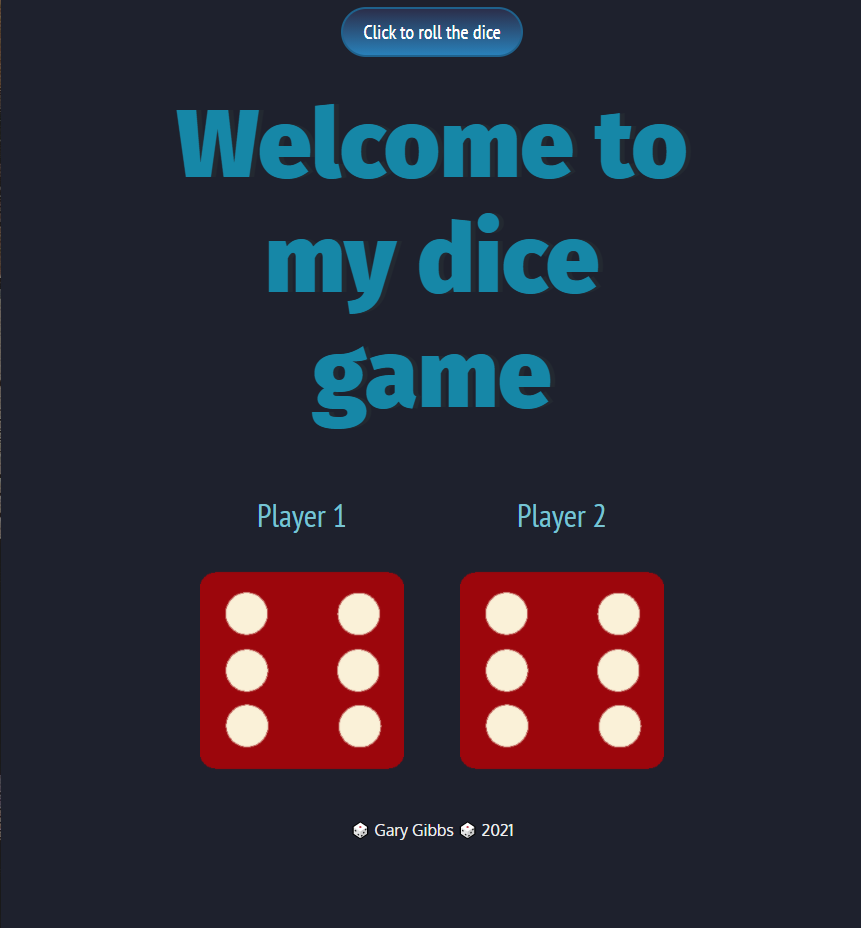 Click to roll the dice
Welcome to
my dice
game
Player 1
Player 2
🎲 Gary Gibbs 🎲 2021